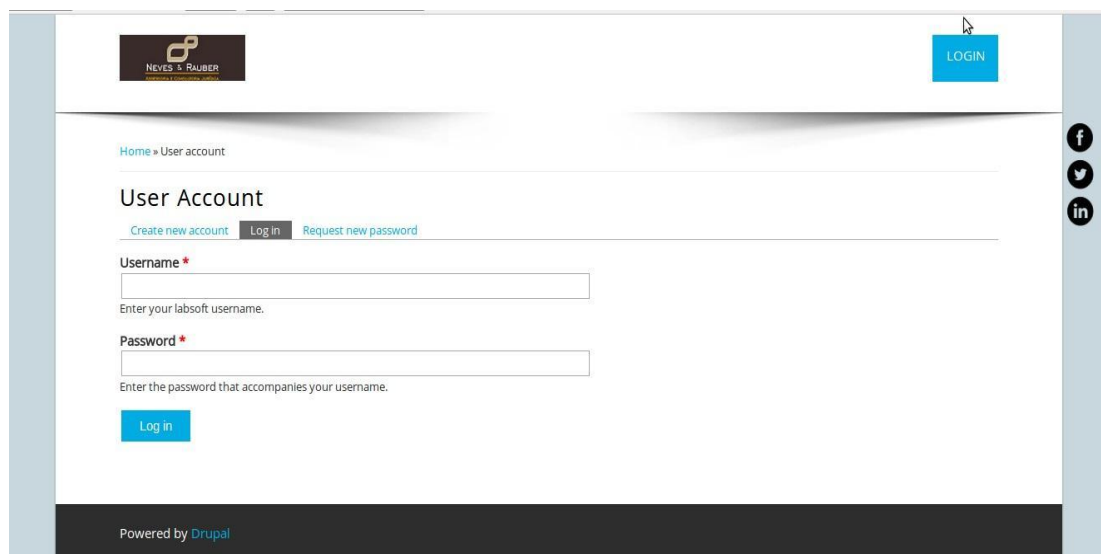 NEVES & RAUBER
LOGIN
Home » User account
User Account
Create new account Log in Request new password
Username *
Enter your labsoft username.
Password *
Enter the password that accompanies your username.
Log in
Powered by Drupal